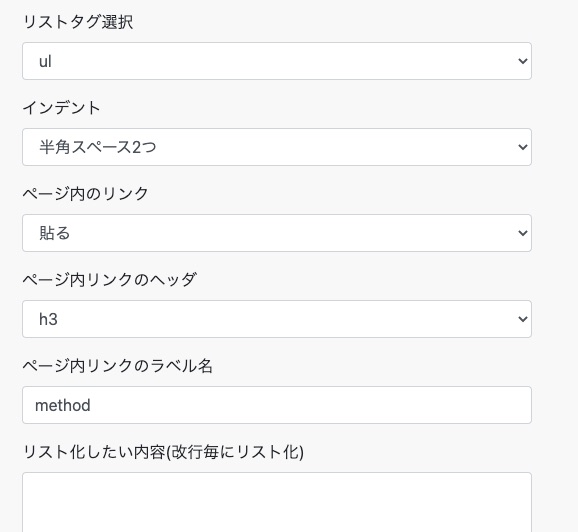 リストタグ選択
ul
インデント
半角スペース2つ
ページ内のリンク
貼る
ページ内リンクのヘッダ
h3
ページ内リンクのラベル名
method
リスト化したい内容(改行毎にリスト化)